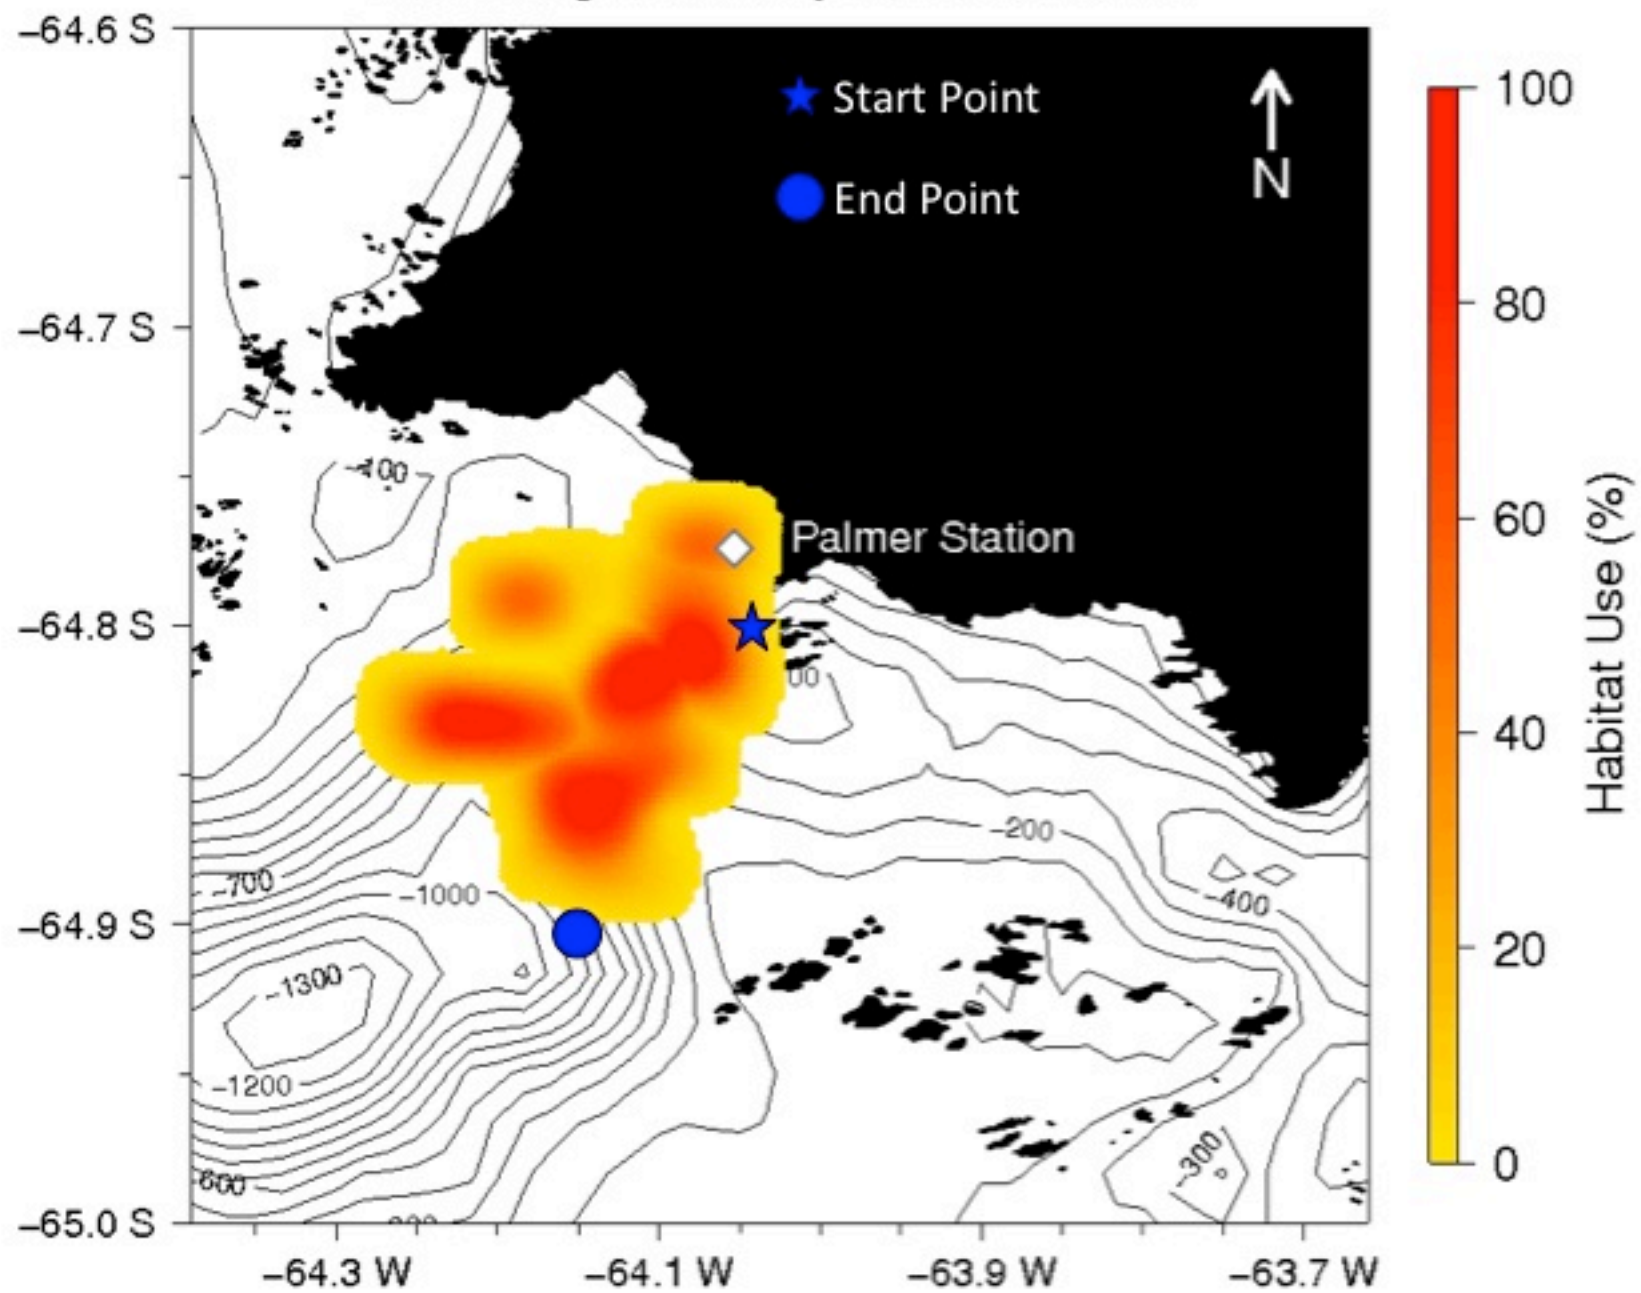 −64.6 S
−64.7 S
−64.8 S
−64.9 S
−65.0 S
−64.3 W
−64.1 W
−63.9 W
−63.7 W
Start Point
End Point
N
Palmer Station
−100
00
−200
−400
−700
−1000
−1300
−1200
600
0
−300
100
80
60
40
20
0
Habitat Use (%)